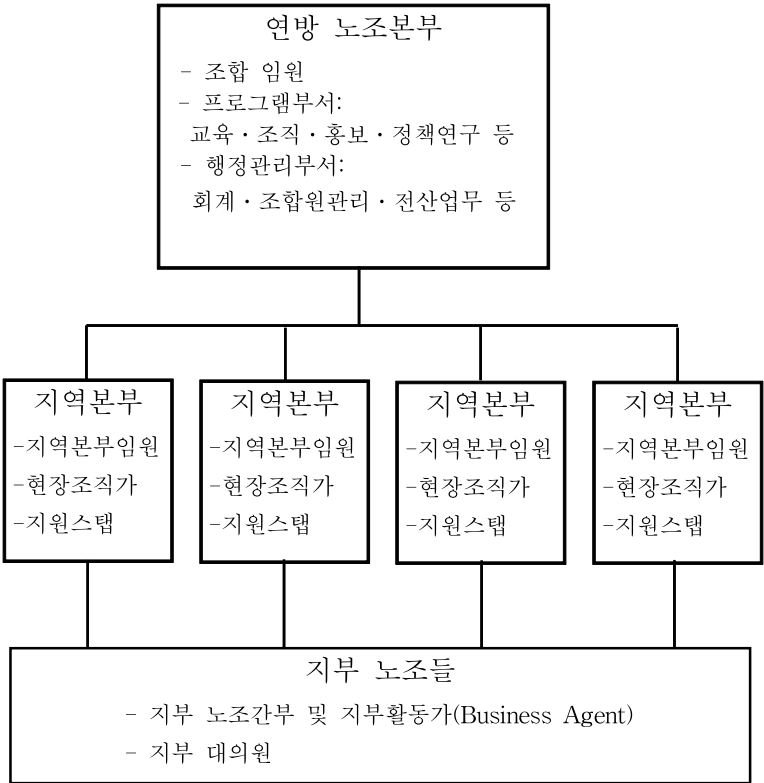 연방 노조본부
- 조합 임원
- 프로그램부서:
교육・조직・홍보・정책연구 등
- 행정관리부서:
회계・조합원관리・전산업무 등
지역본부
-지역본부임원
-현장조직가
-지원스탭
지역본부
-지역본부임원
-현장조직가
-지원스탭
지역본부
-지역본부임원
-현장조직가
-지원스탭
지역본부
-지역본부임원
-현장조직가
-지원스탭
지부 노조들
- 지부 노조간부 및 지부활동가(Business Agent)
- 지부 대의원